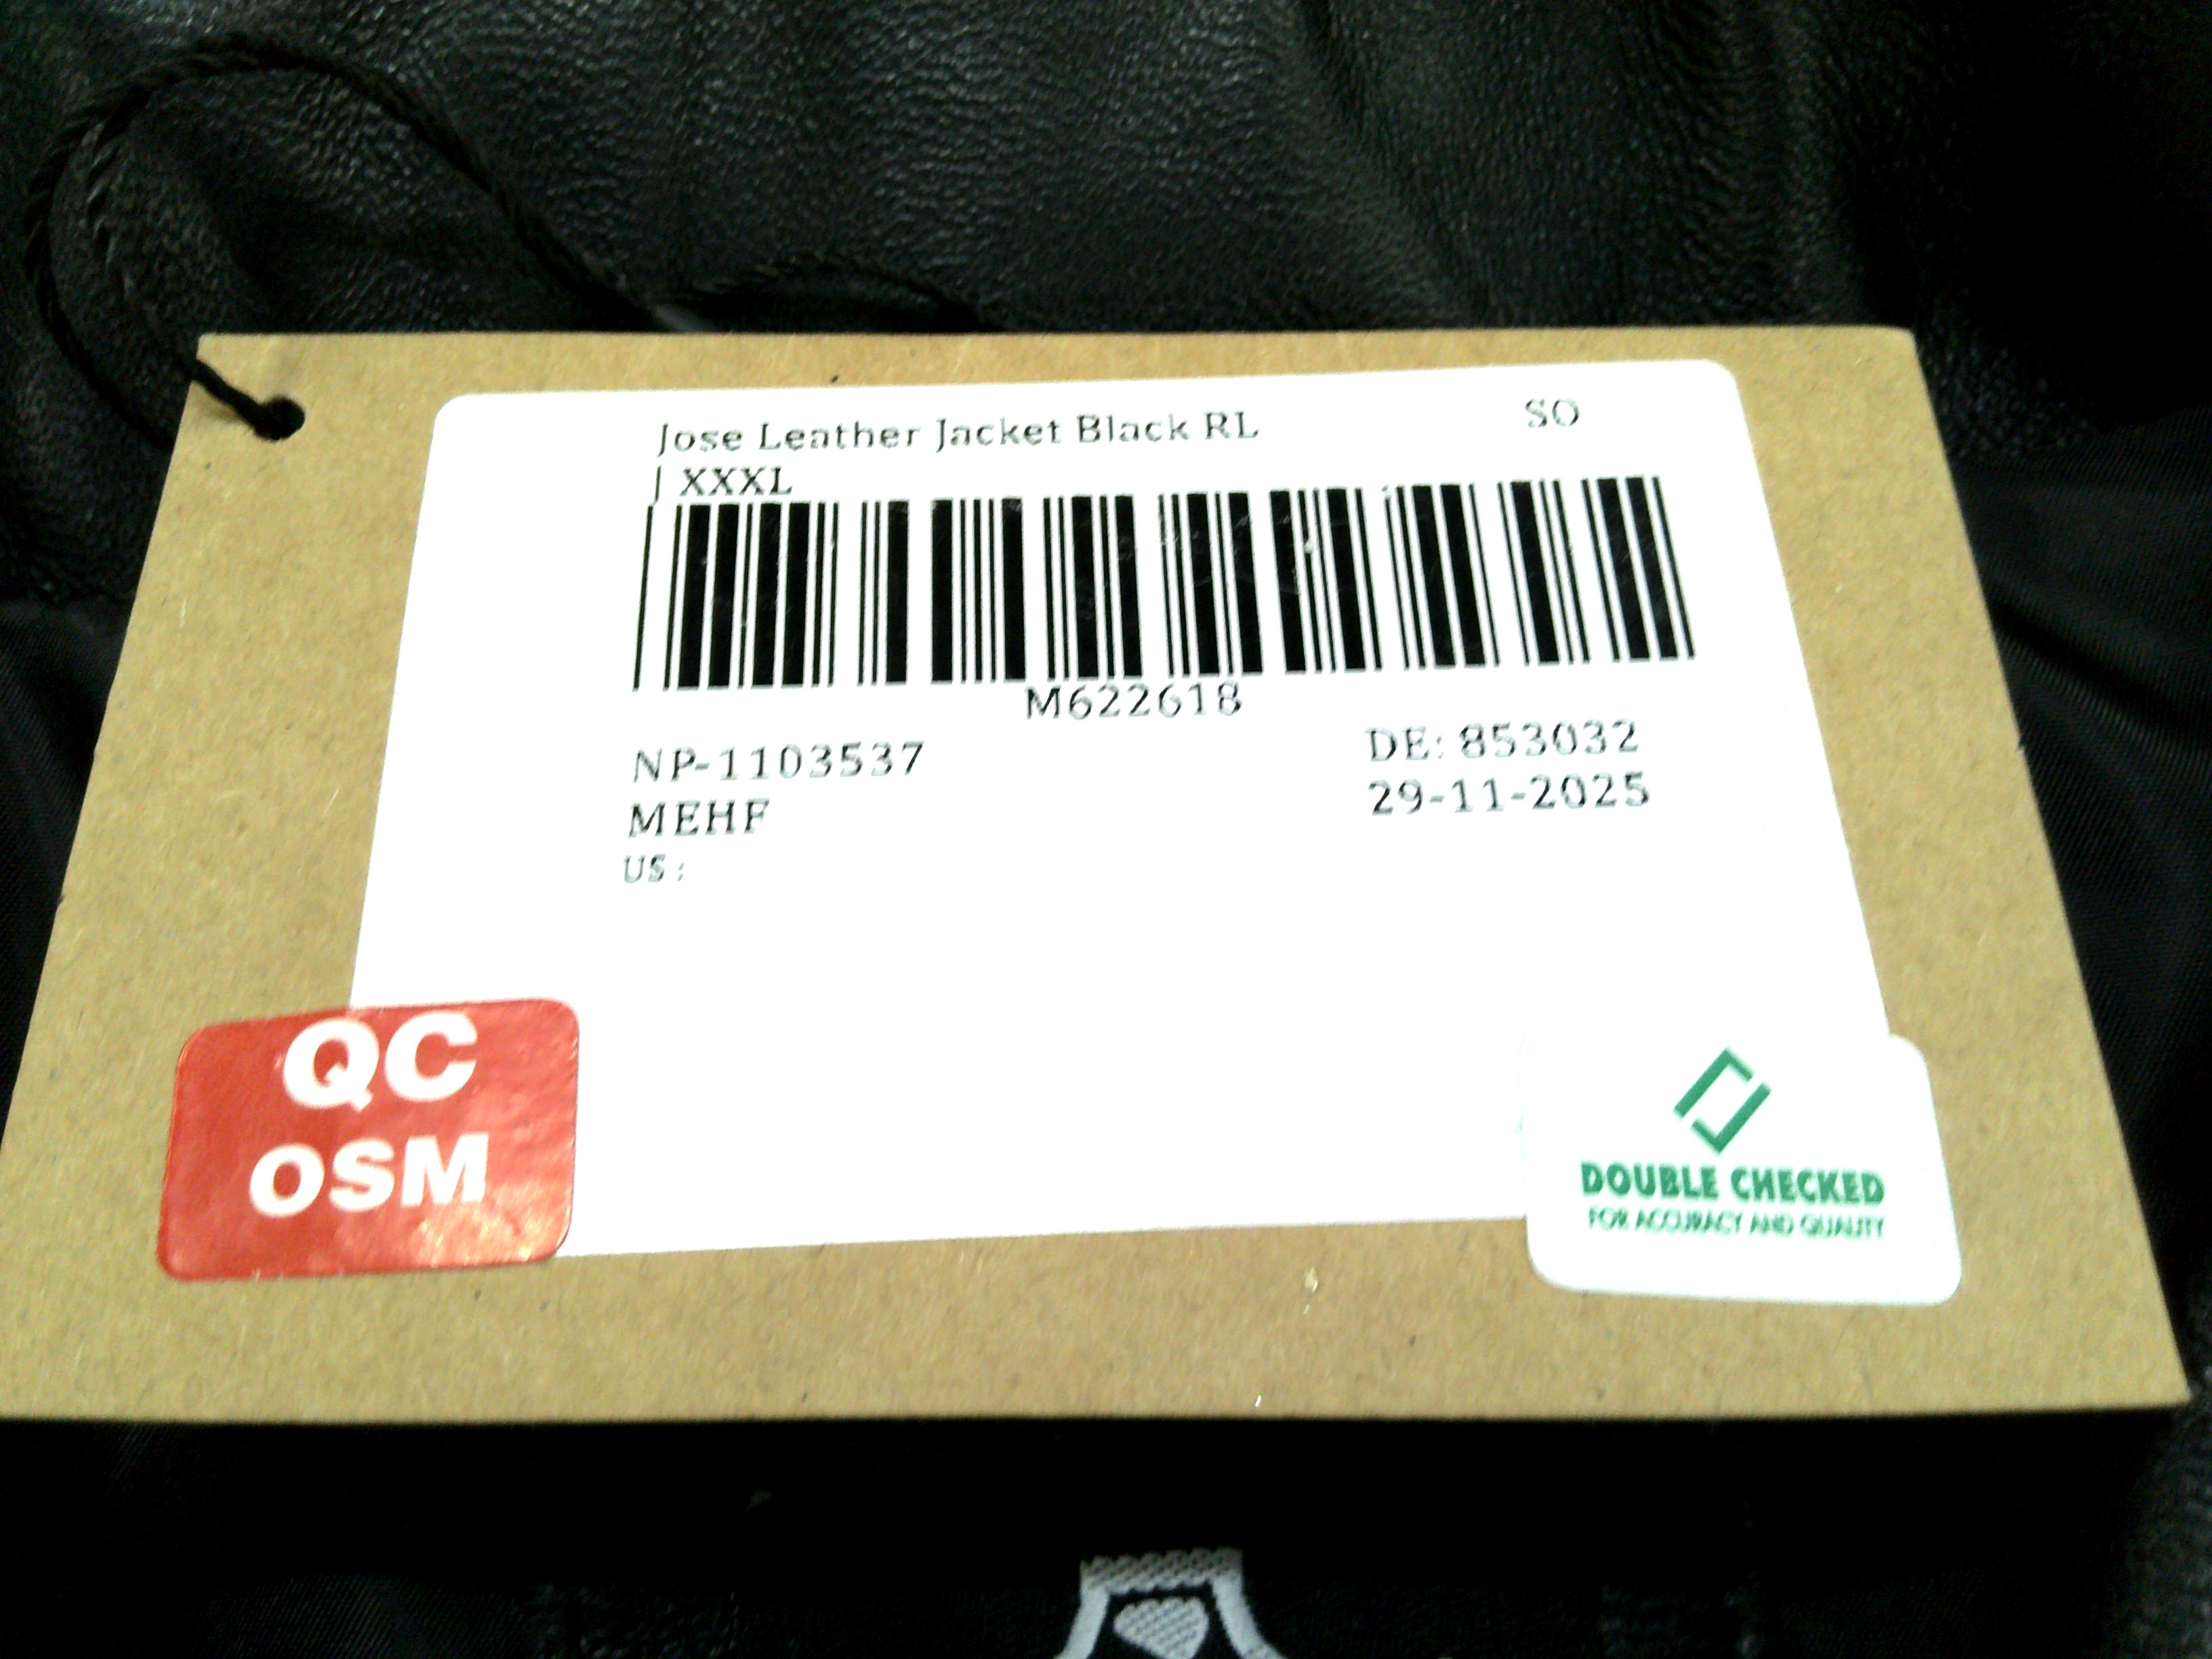 Jose Leather Jacket Black RL
SO
J XXXL
M622618
NP-1103537
DE: 853032
MEHF
29-11-2025
US :
QC
OSM
DOUBLE CHECKED
FOR ACCURACY AND QUALITY